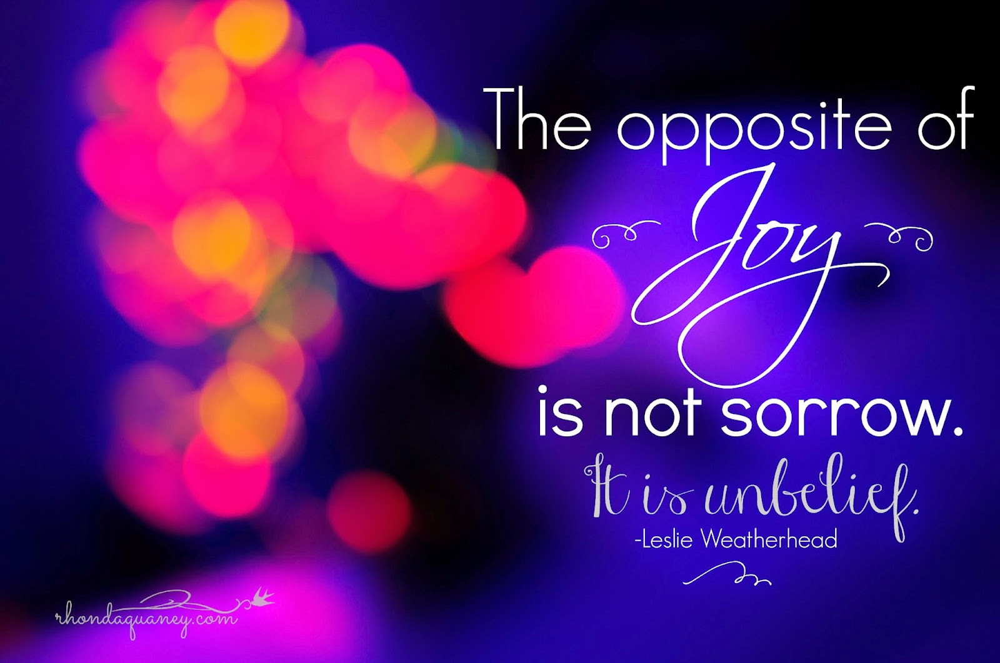 The opposite of
Joy
is not sorrow.
It is unbelief.
-Leslie Weatherhead
rhondaquaney.com